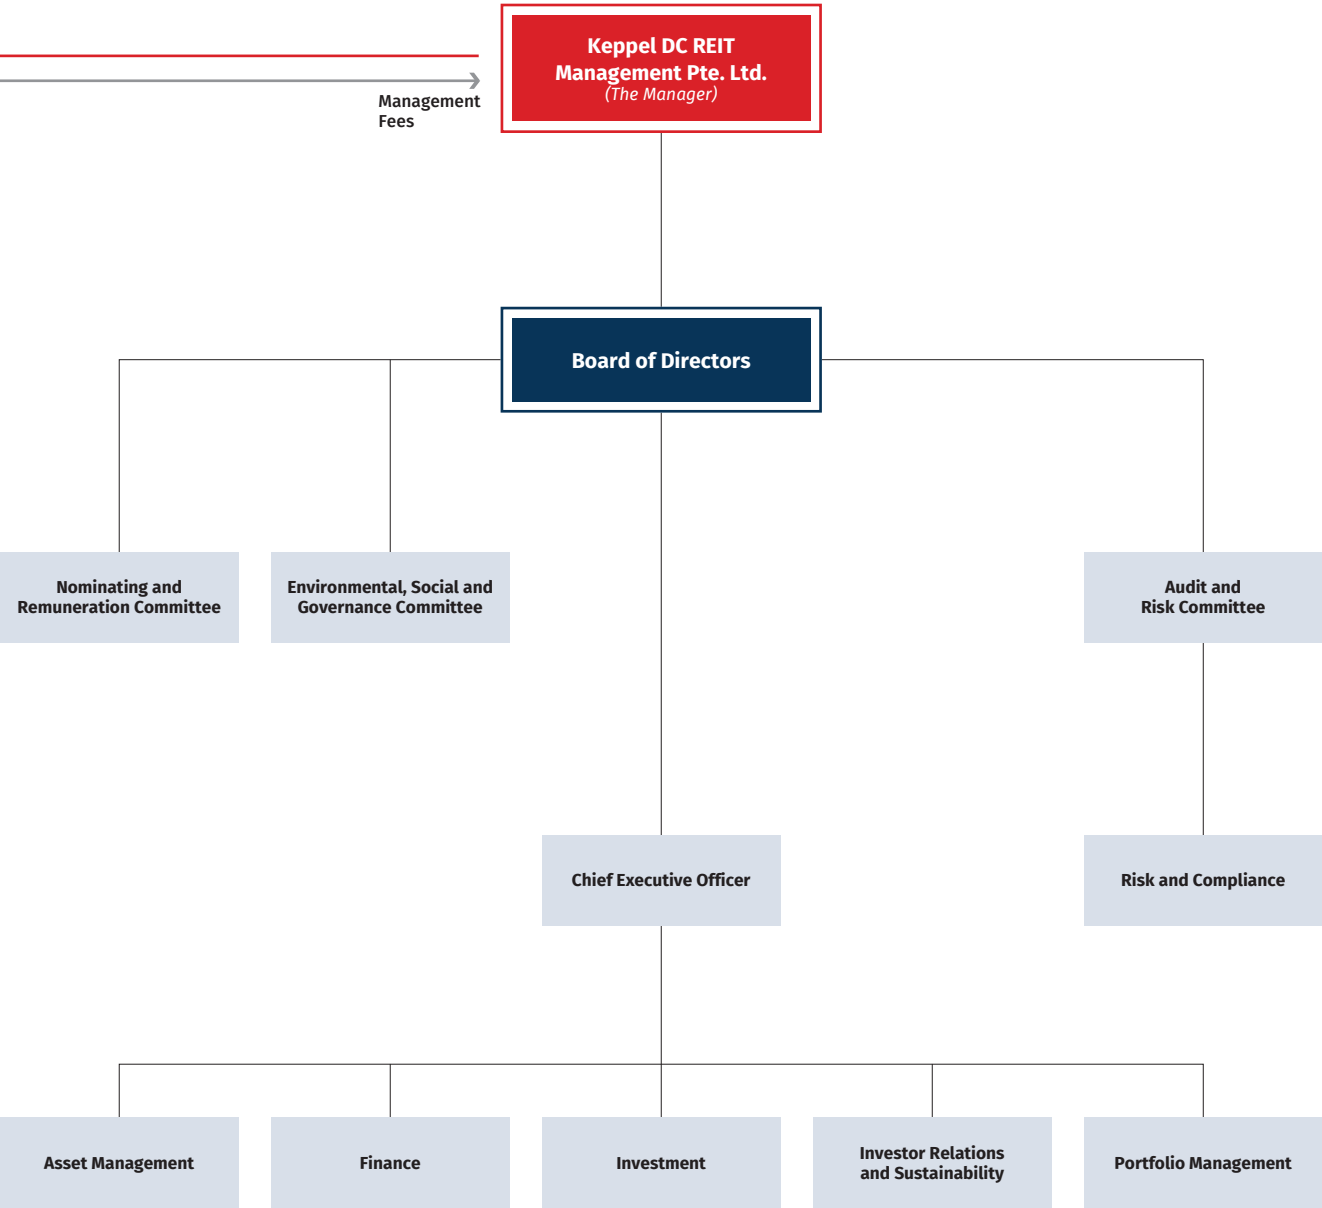 Keppel DC REIT
Management Pte. Ltd.
(The Manager)
Management
Fees
Board of Directors
Nominating and
Remuneration Committee
Environmental, Social and
Governance Committee
Audit and
Risk Committee
Chief Executive Officer
Risk and Compliance
Asset Management
Finance
Investment
Investor Relations
and Sustainability
Portfolio Management